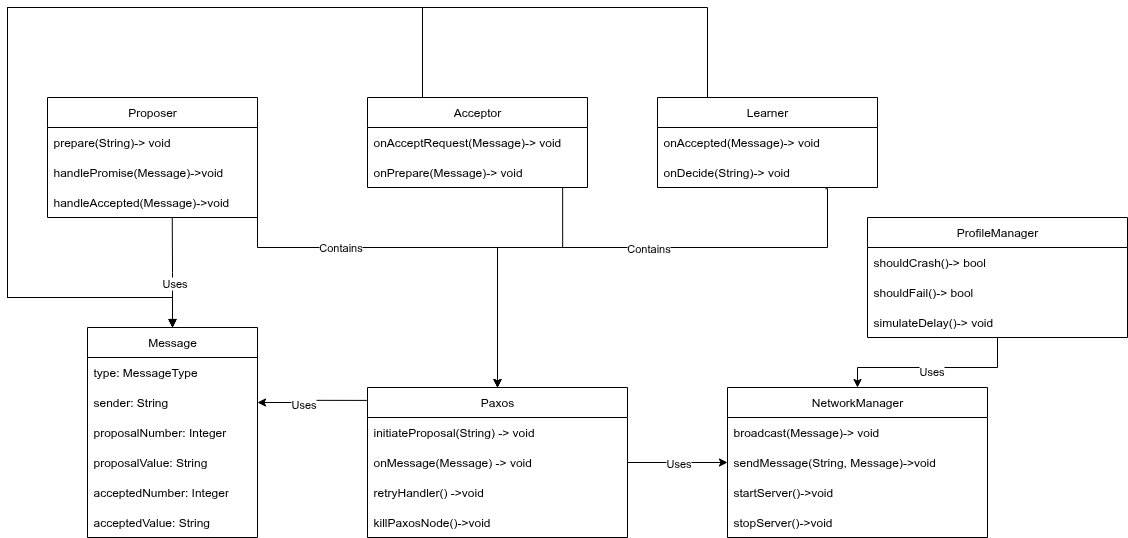 Proposer
prepare(String)-> void
handlePromise(Message)->void
handleAccepted(Message)->void
Acceptor
onAcceptRequest(Message)-> void
onPrepare(Message)-> void
Learner
onAccepted(Message)-> void
onDecide(String)-> void
Contains
Contains
Uses
ProfileManager
shouldCrash()-> bool
shouldFail()-> bool
simulateDelay()-> void
Uses
Message
type: MessageType
sender: String
proposalNumber: Integer
proposalValue: String
acceptedNumber: Integer
acceptedValue: String
Uses
Paxos
initiateProposal(String) -> void
onMessage(Message) -> void
retryHandler() ->void
killPaxosNode()->void
Uses
NetworkManager
broadcast(Message)-> void
sendMessage(String, Message)->void
startServer()->void
stopServer()->void